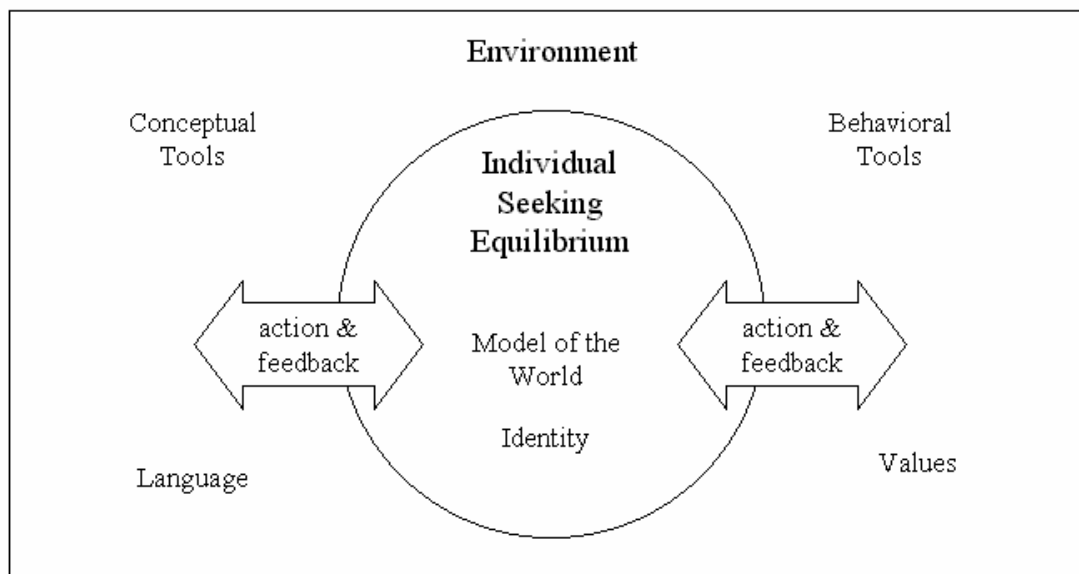 Environment
Conceptual
Tools
Behavioral
Tools
Individual
Seeking
Equilibrium
action &
feedback
Model of the
World
action &
feedback
Identity
Language
Values